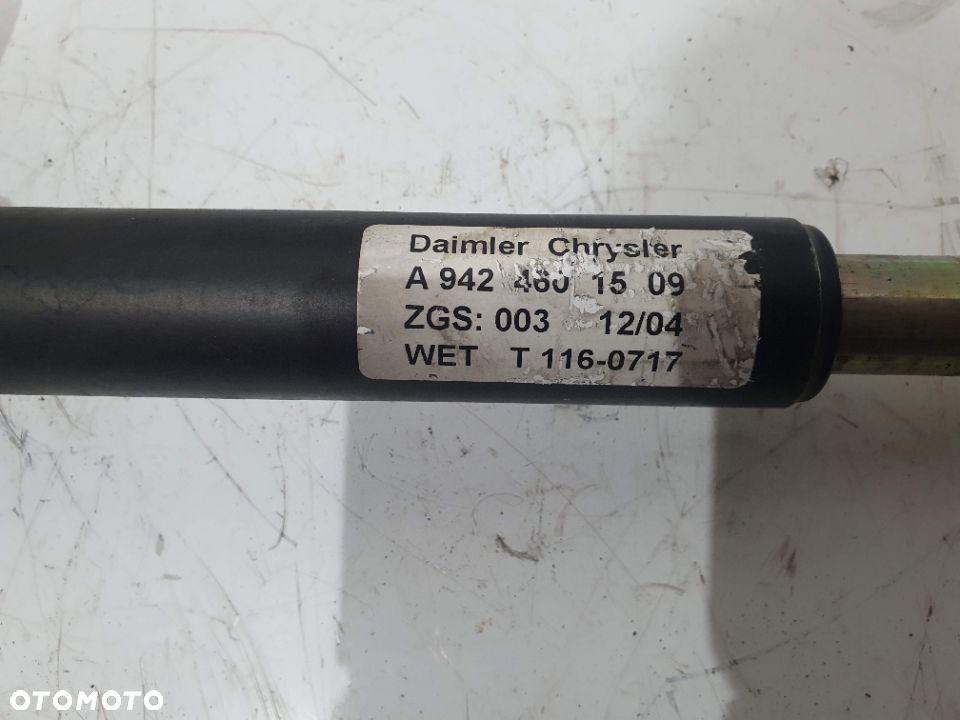 Daimler Chrysler
A 942 460 15 09
ZGS: 003 12/04
WET T 116-0717
OTOMOTO